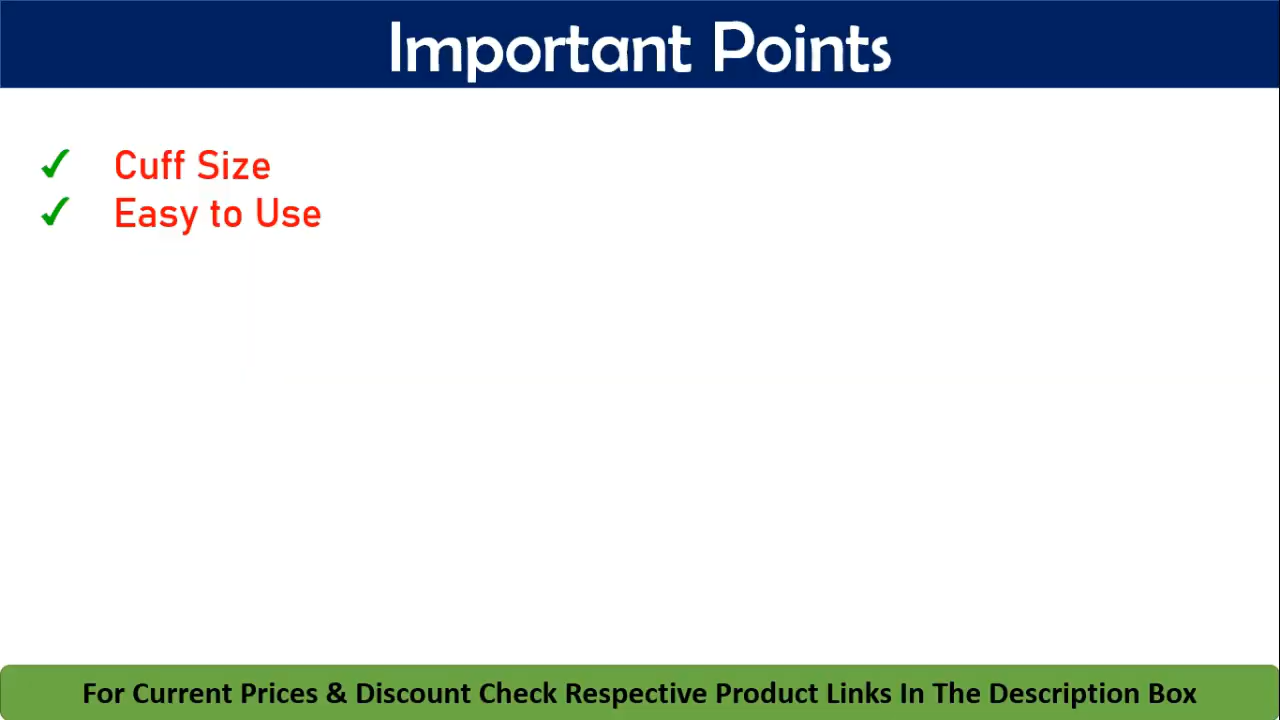 Important Points
✓ Cuff Size
✓ Easy to Use
For Current Prices & Discount Check Respective Product Links In The Description Box